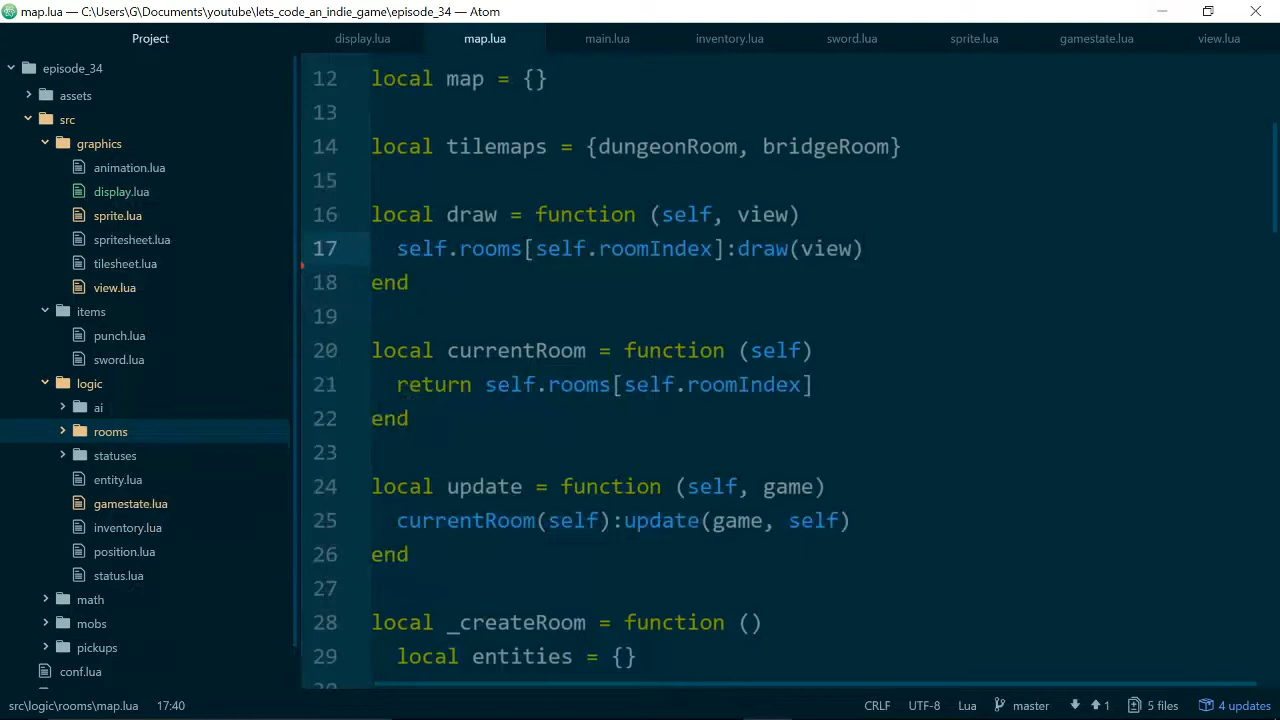 map.lua — C:\Users\G\Documents\youtube\lets_code_an_indie_game\episode_34 — Atom
Project
display.lua
map.lua
main.lua
inventory.lua
sword.lua
sprite.lua
gamestate.lua
view.lua
episode_34
assets
src
graphics
animation.lua
display.lua
sprite.lua
spritesheet.lua
tilesheet.lua
view.lua
items
punch.lua
sword.lua
logic
ai
rooms
statuses
entity.lua
gamestate.lua
inventory.lua
position.lua
status.lua
math
mobs
pickups
conf.lua
12 local map = {}
13
14 local tilemaps = {dungeonRoom, bridgeRoom}
15
16 local draw = function (self, view)
17 self.rooms[self.roomIndex]:draw(view)
18 end
19
20 local currentRoom = function (self)
21 return self.rooms[self.roomIndex]
22 end
23
24 local update = function (self, game)
25 currentRoom(self):update(game, self)
26 end
27
28 local _createRoom = function ()
29 local entities = {}
src\logic\rooms\map.lua 17:40 CRLF UTF-8 Lua master 1 5 files 4 updates